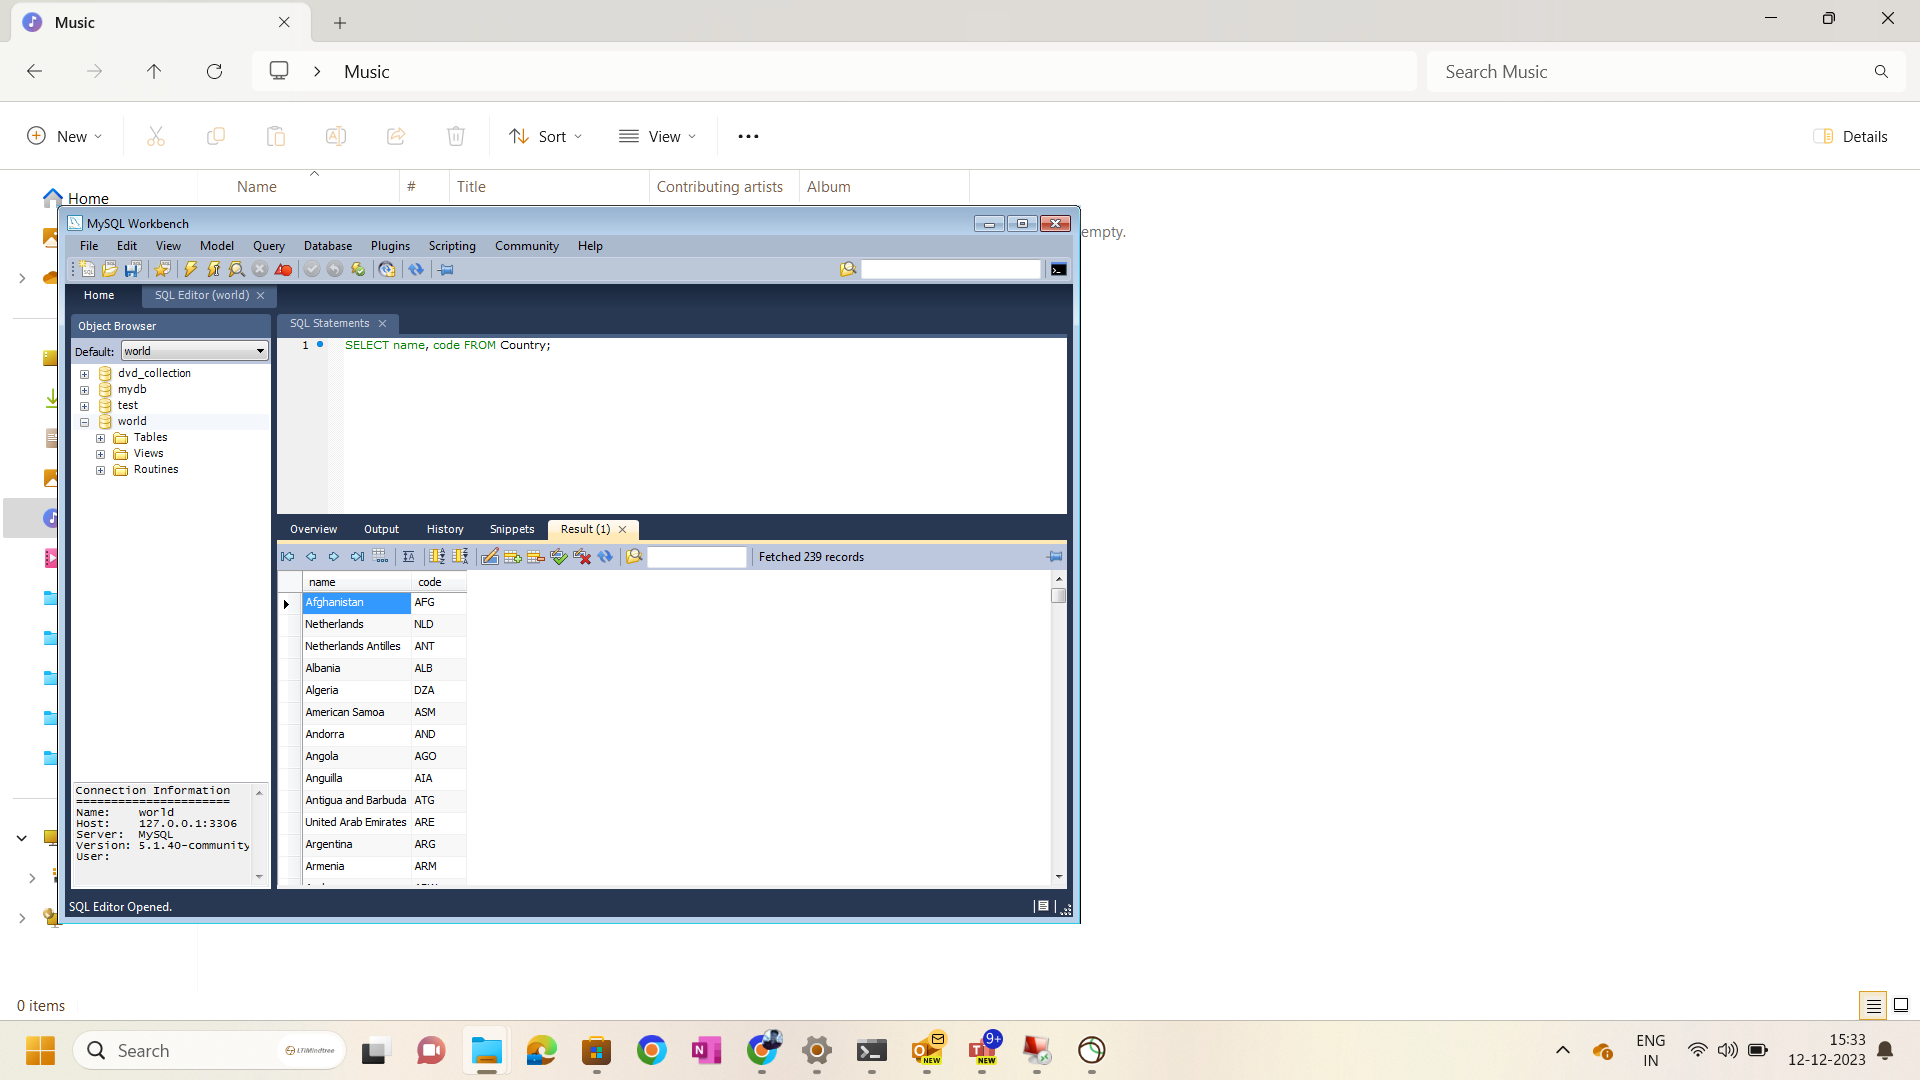 Music
Music
Search Music
New
Sort
View
Details
Name
#
Title
Contributing artists
Album
Home
empty.
MySQL Workbench
File Edit View Model Query Database Plugins Scripting Community Help
Home
SQL Editor (world)
Object Browser
SQL Statements
Default: world
1 SELECT name, code FROM Country;
dvd_collection
mydb
test
world
Tables
Views
Routines
Overview Output History Snippets Result (1)
Fetched 239 records
name code
Afghanistan AFG
Netherlands NLD
Netherlands Antilles ANT
Albania ALB
Algeria DZA
American Samoa ASM
Andorra AND
Angola AGO
Anguilla AIA
Antigua and Barbuda ATG
United Arab Emirates ARE
Argentina ARG
Armenia ARM
Connection Information
======================
Name: world
Host: 127.0.0.1:3306
Server: MySQL
Version: 5.1.40-community
User:
SQL Editor Opened.
0 items
Search
LTIMindtree
NEW
9+
NEW
ENG
IN
15:33
12-12-2023